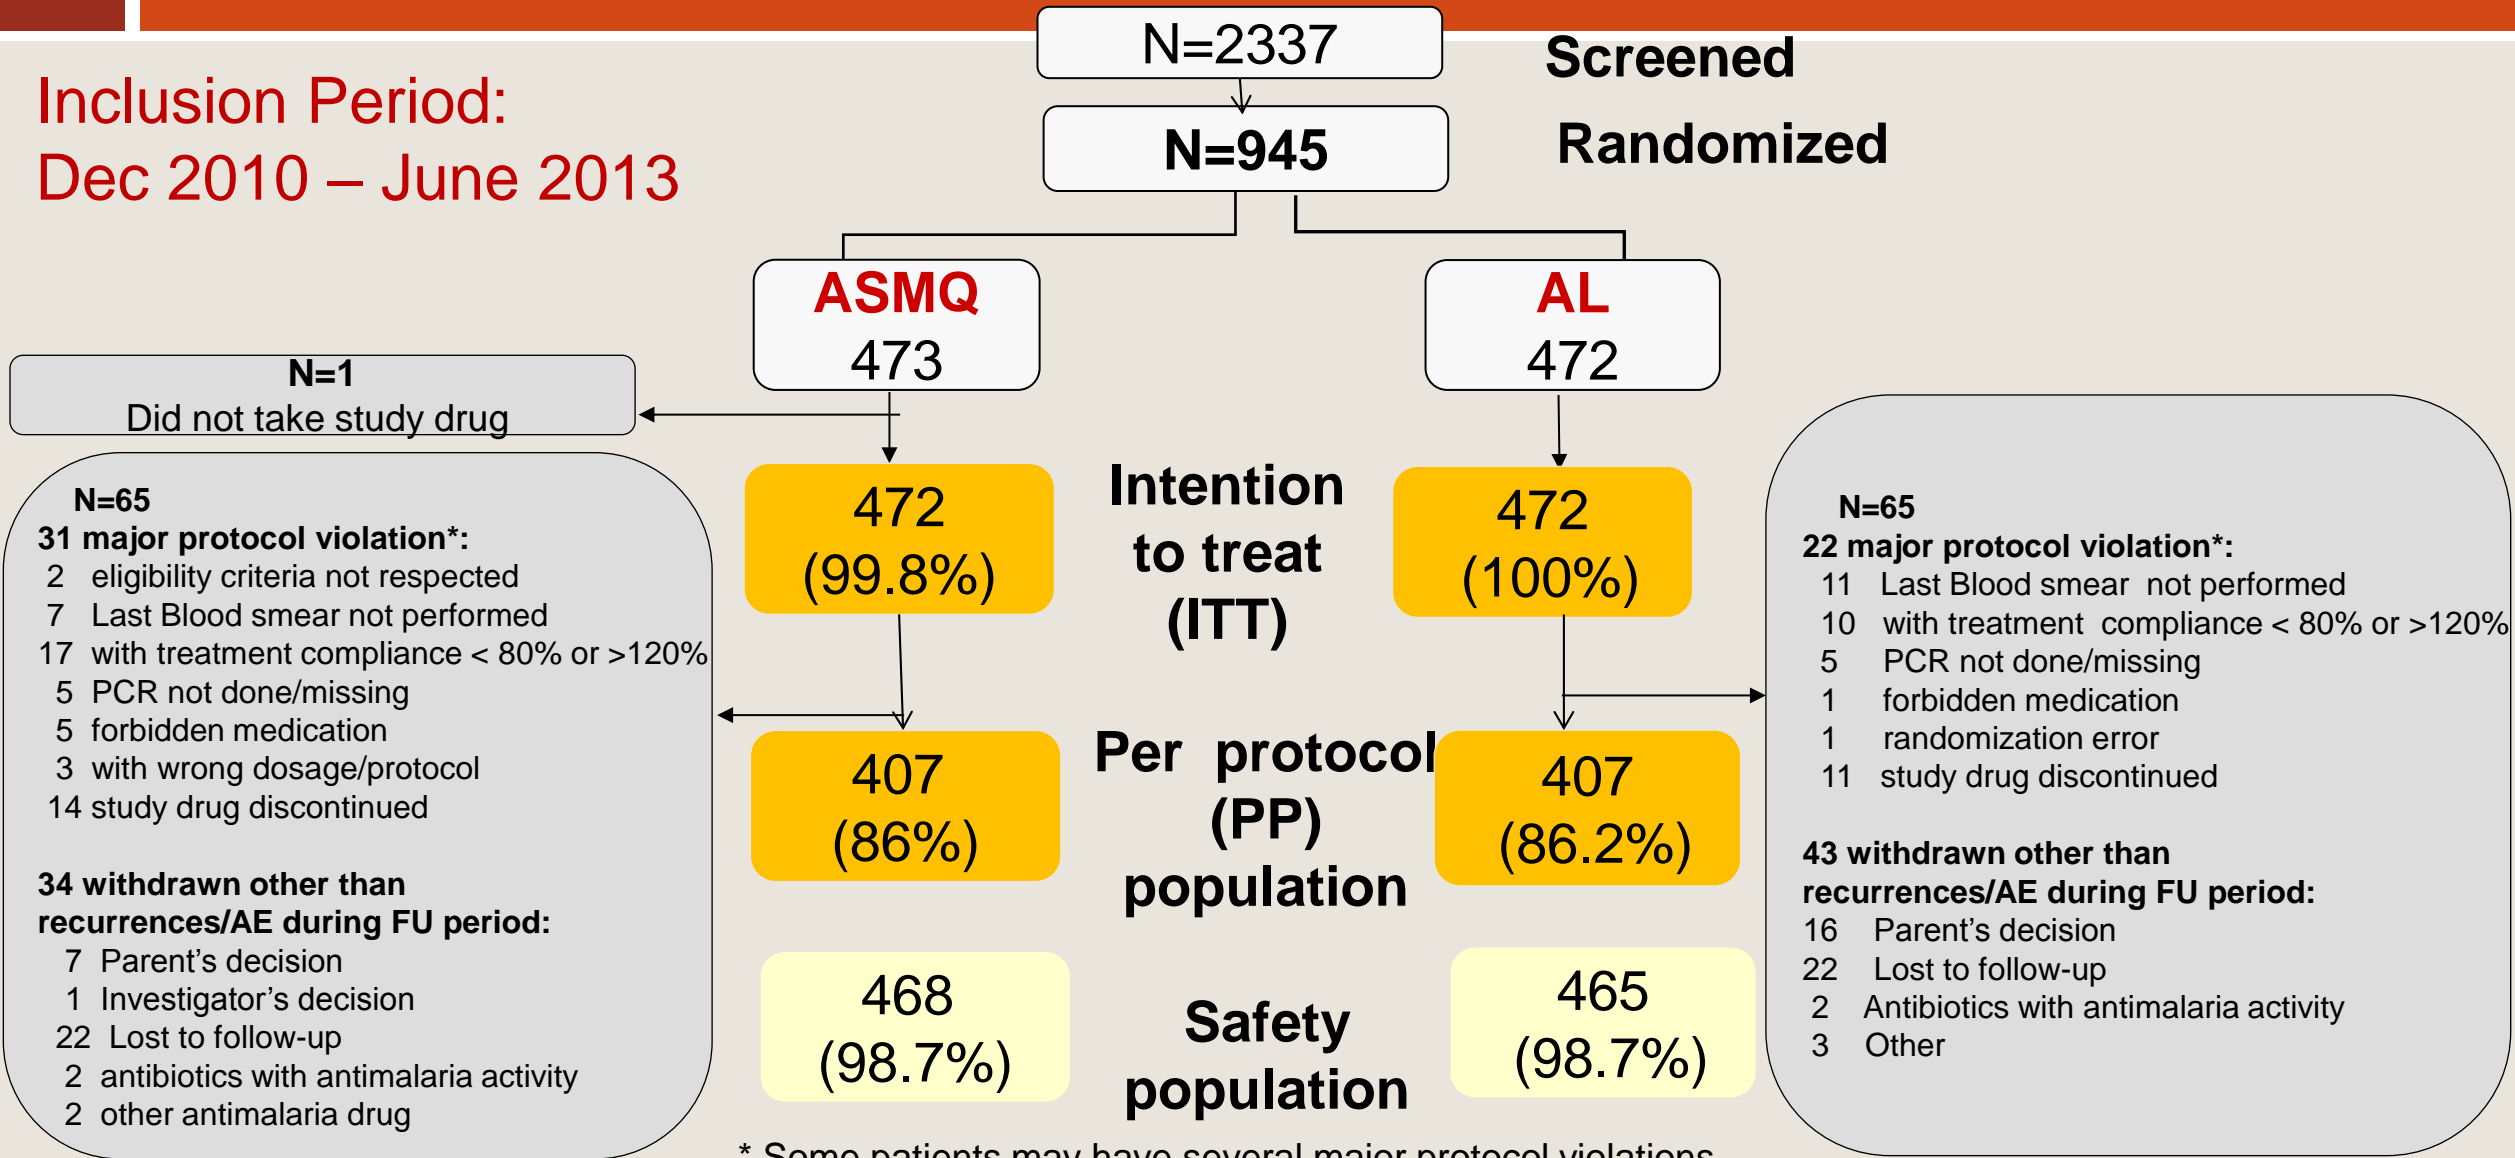 N=2337
Screened
Inclusion Period:
Dec 2010 – June 2013
N=945
Randomized
ASMQ
473
AL
472
N=1
Did not take study drug
N=65
31 major protocol violation*:
2 eligibility criteria not respected
7 Last Blood smear not performed
17 with treatment compliance < 80% or >120%
5 PCR not done/missing
5 forbidden medication
3 with wrong dosage/protocol
14 study drug discontinued
34 withdrawn other than
recurrences/AE during FU period:
7 Parent's decision
1 Investigator's decision
22 Lost to follow-up
2 antibiotics with antimalaria activity
2 other antimalaria drug
472
(99.8%)
Intention
to treat
(ITT)
472
(100%)
407
(86%)
Per protocol
(PP)
population
407
(86.2%)
468
(98.7%)
Safety
population
465
(98.7%)
N=65
22 major protocol violation*:
11 Last Blood smear not performed
10 with treatment compliance < 80% or >120%
5 PCR not done/missing
1 forbidden medication
1 randomization error
11 study drug discontinued
43 withdrawn other than
recurrences/AE during FU period:
16 Parent's decision
22 Lost to follow-up
2 Antibiotics with antimalaria activity
3 Other
* Some patients may have several major protocol violations